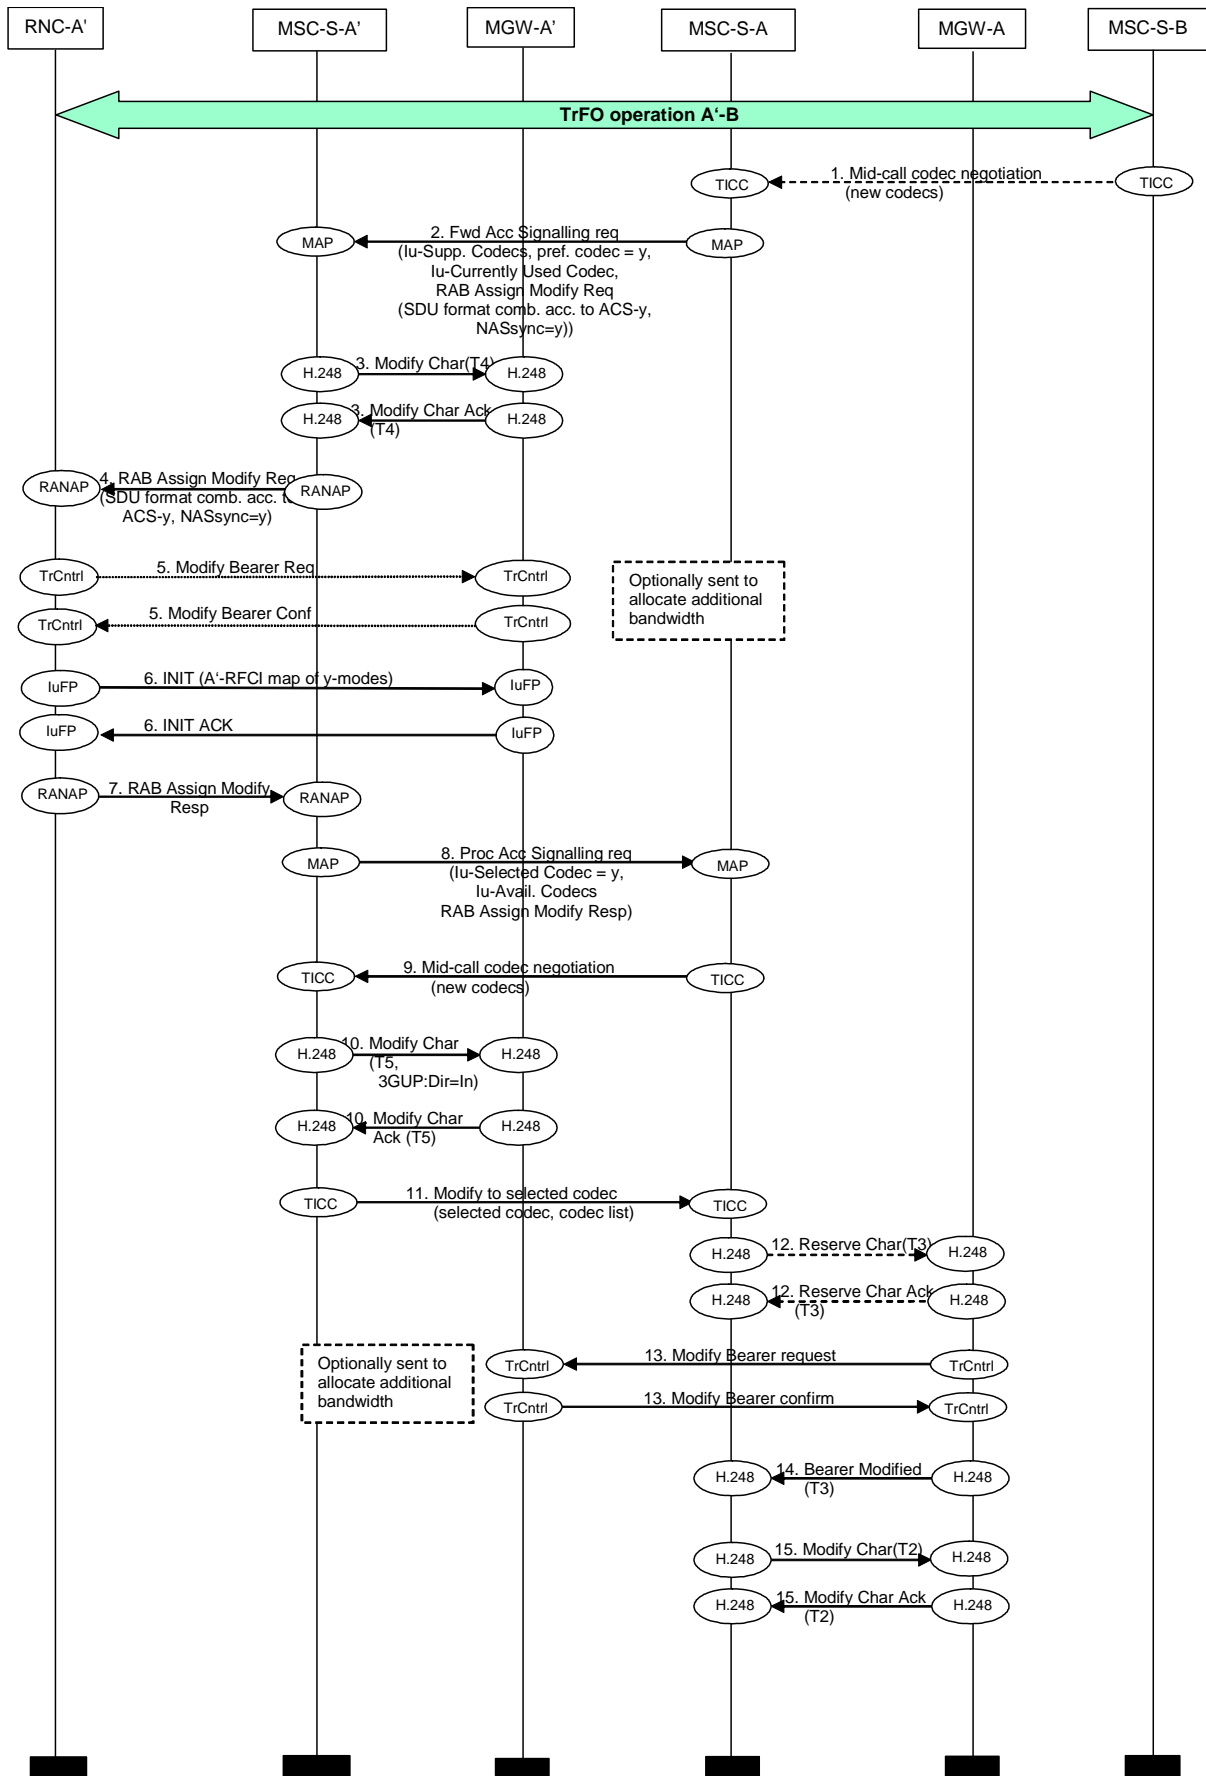 RNC-A'
MSC-S-A’
MGW-A’
MSC-S-A
MGW-A
MSC-S-B
TrFO operation A‘-B
TICC
1. Mid-call codec negotiation
(new codecs)
TICC
MAP
2. Fwd Acc Signalling req
(Iu-Supp. Codecs, pref. codec = y,
Iu-Currently Used Codec,
RAB Assign Modify Req
(SDU format comb. acc. to ACS-y,
NASsync=y))
MAP
H.248
3. Modify Char(T4)
H.248
H.248
3. Modify Char Ack
(T4)
H.248
RANAP
4. RAB Assign Modify Req
(SDU format comb. acc. to
ACS-y, NASsync=y)
RANAP
TrCntrl
5. Modify Bearer Req
TrCntrl
Optionally sent to
allocate additional
bandwidth
TrCntrl
5. Modify Bearer Conf
TrCntrl
IuFP
6. INIT (A‘-RFCI map of y-modes)
IuFP
IuFP
6. INIT ACK
IuFP
RANAP
7. RAB Assign Modify
Resp
RANAP
MAP
8. Proc Acc Signalling req
(Iu-Selected Codec = y,
Iu-Avail. Codecs
RAB Assign Modify Resp)
MAP
TICC
9. Mid-call codec negotiation
(new codecs)
TICC
H.248
10. Modify Char
(T5,
3GUP:Dir=In)
H.248
H.248
10. Modify Char
Ack (T5)
H.248
TICC
11. Modify to selected codec
(selected codec, codec list)
TICC
H.248
12. Reserve Char(T3)
H.248
H.248
12. Reserve Char Ack
(T3)
H.248
Optionally sent to
allocate additional
bandwidth
TrCntrl
13. Modify Bearer request
TrCntrl
TrCntrl
13. Modify Bearer confirm
TrCntrl
H.248
14. Bearer Modified
(T3)
H.248
H.248
15. Modify Char(T2)
H.248
H.248
15. Modify Char Ack
(T2)
H.248